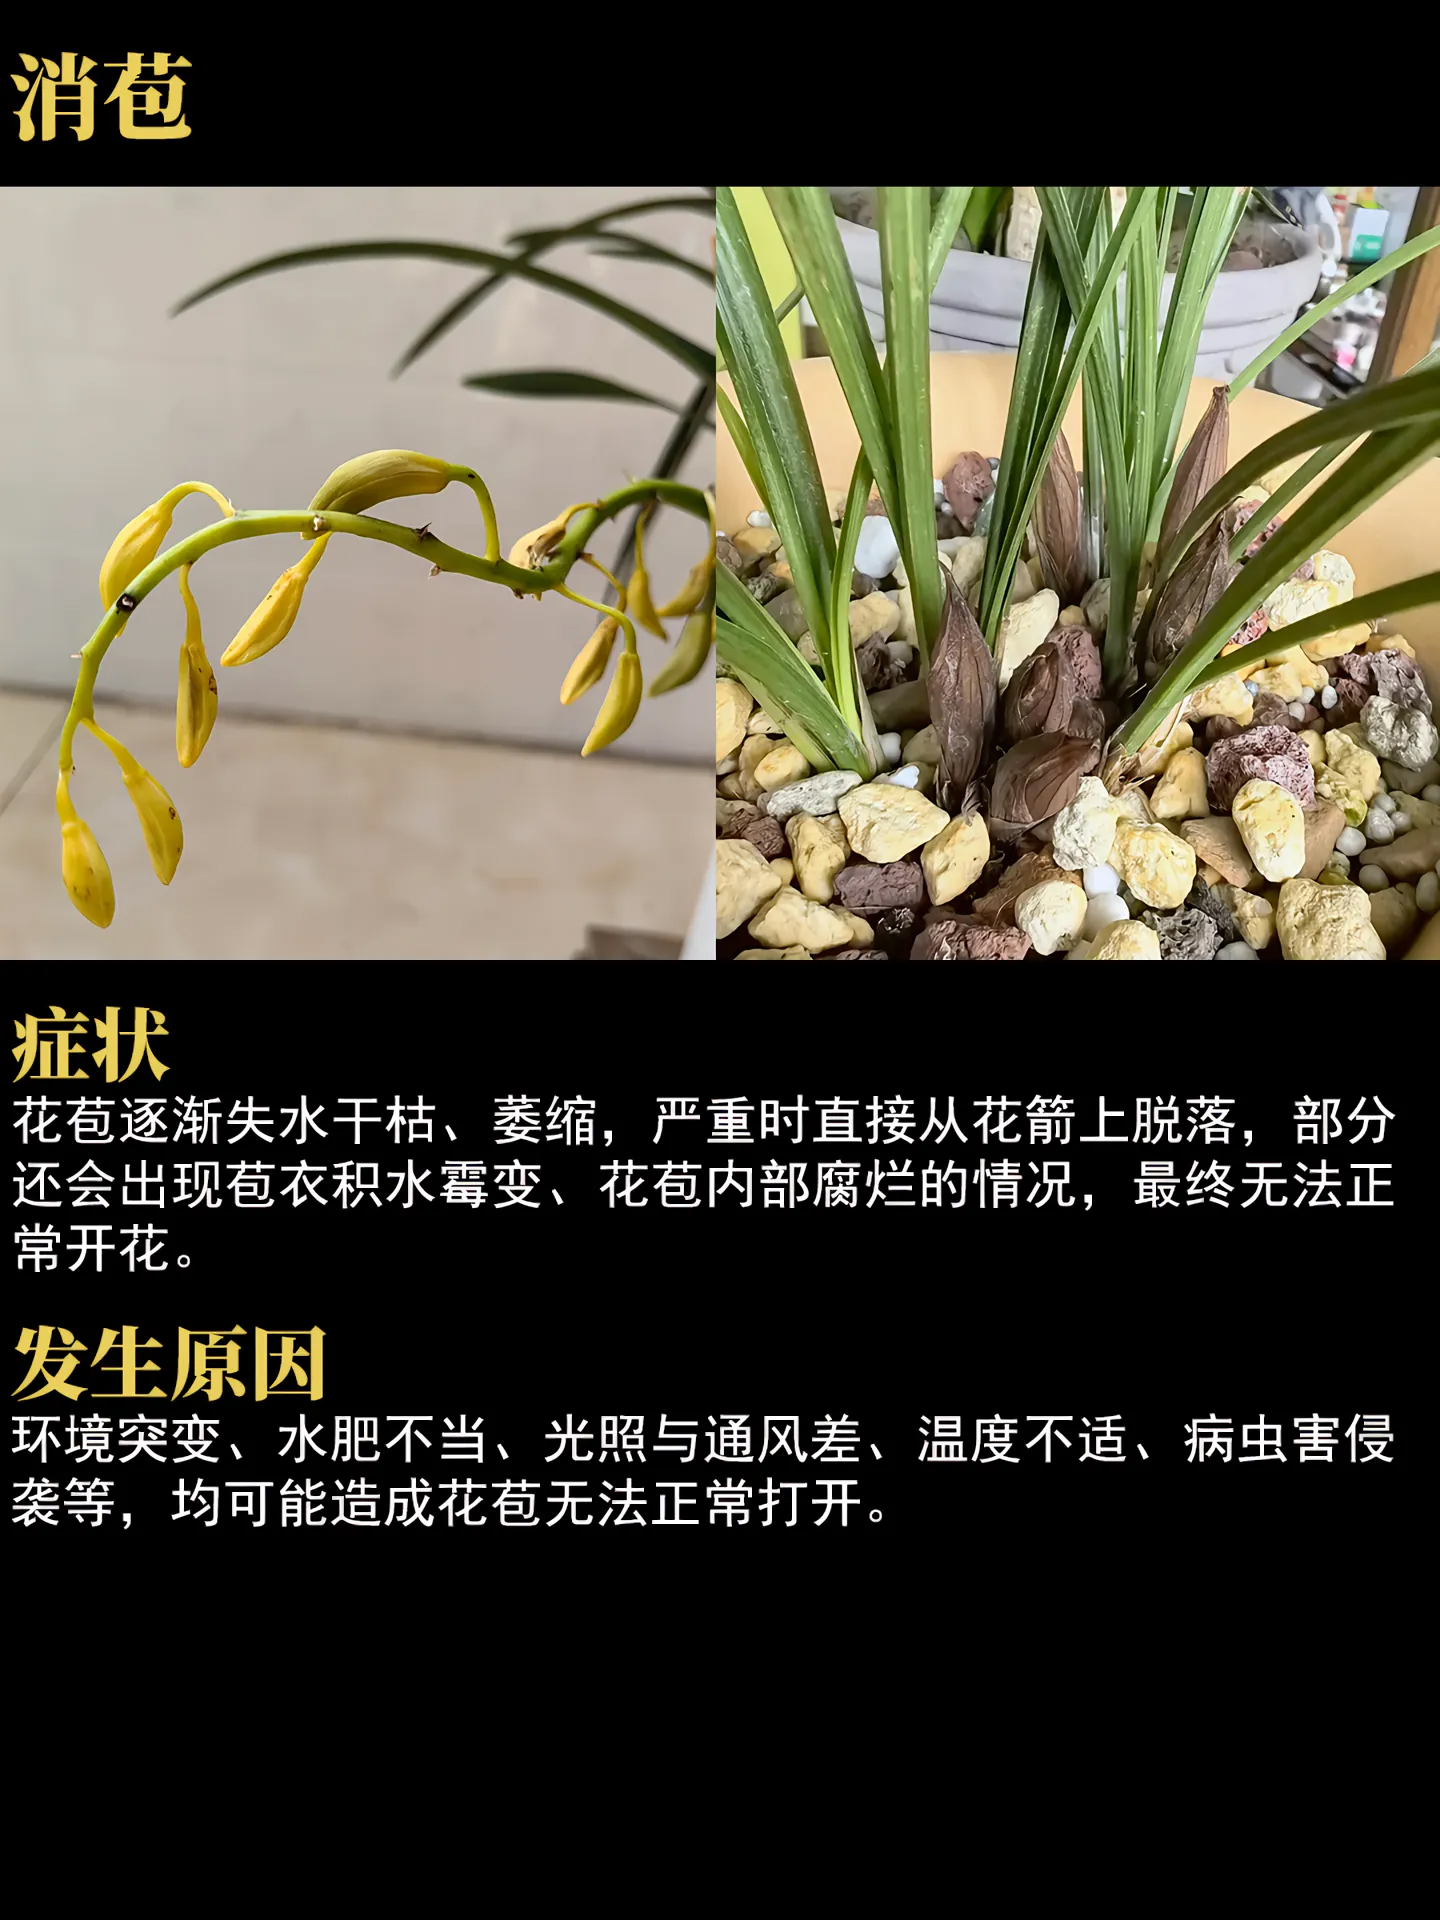 消苞
症状
花苞逐渐失水干枯、萎缩，严重时直接从花箭上脱落，部分
还会出现苞衣积水霉变、花苞内部腐烂的情况，最终无法正
常开花。
发生原因
环境突变、水肥不当、光照与通风差、温度不适、病虫害侵
袭等，均可能造成花苞无法正常打开。